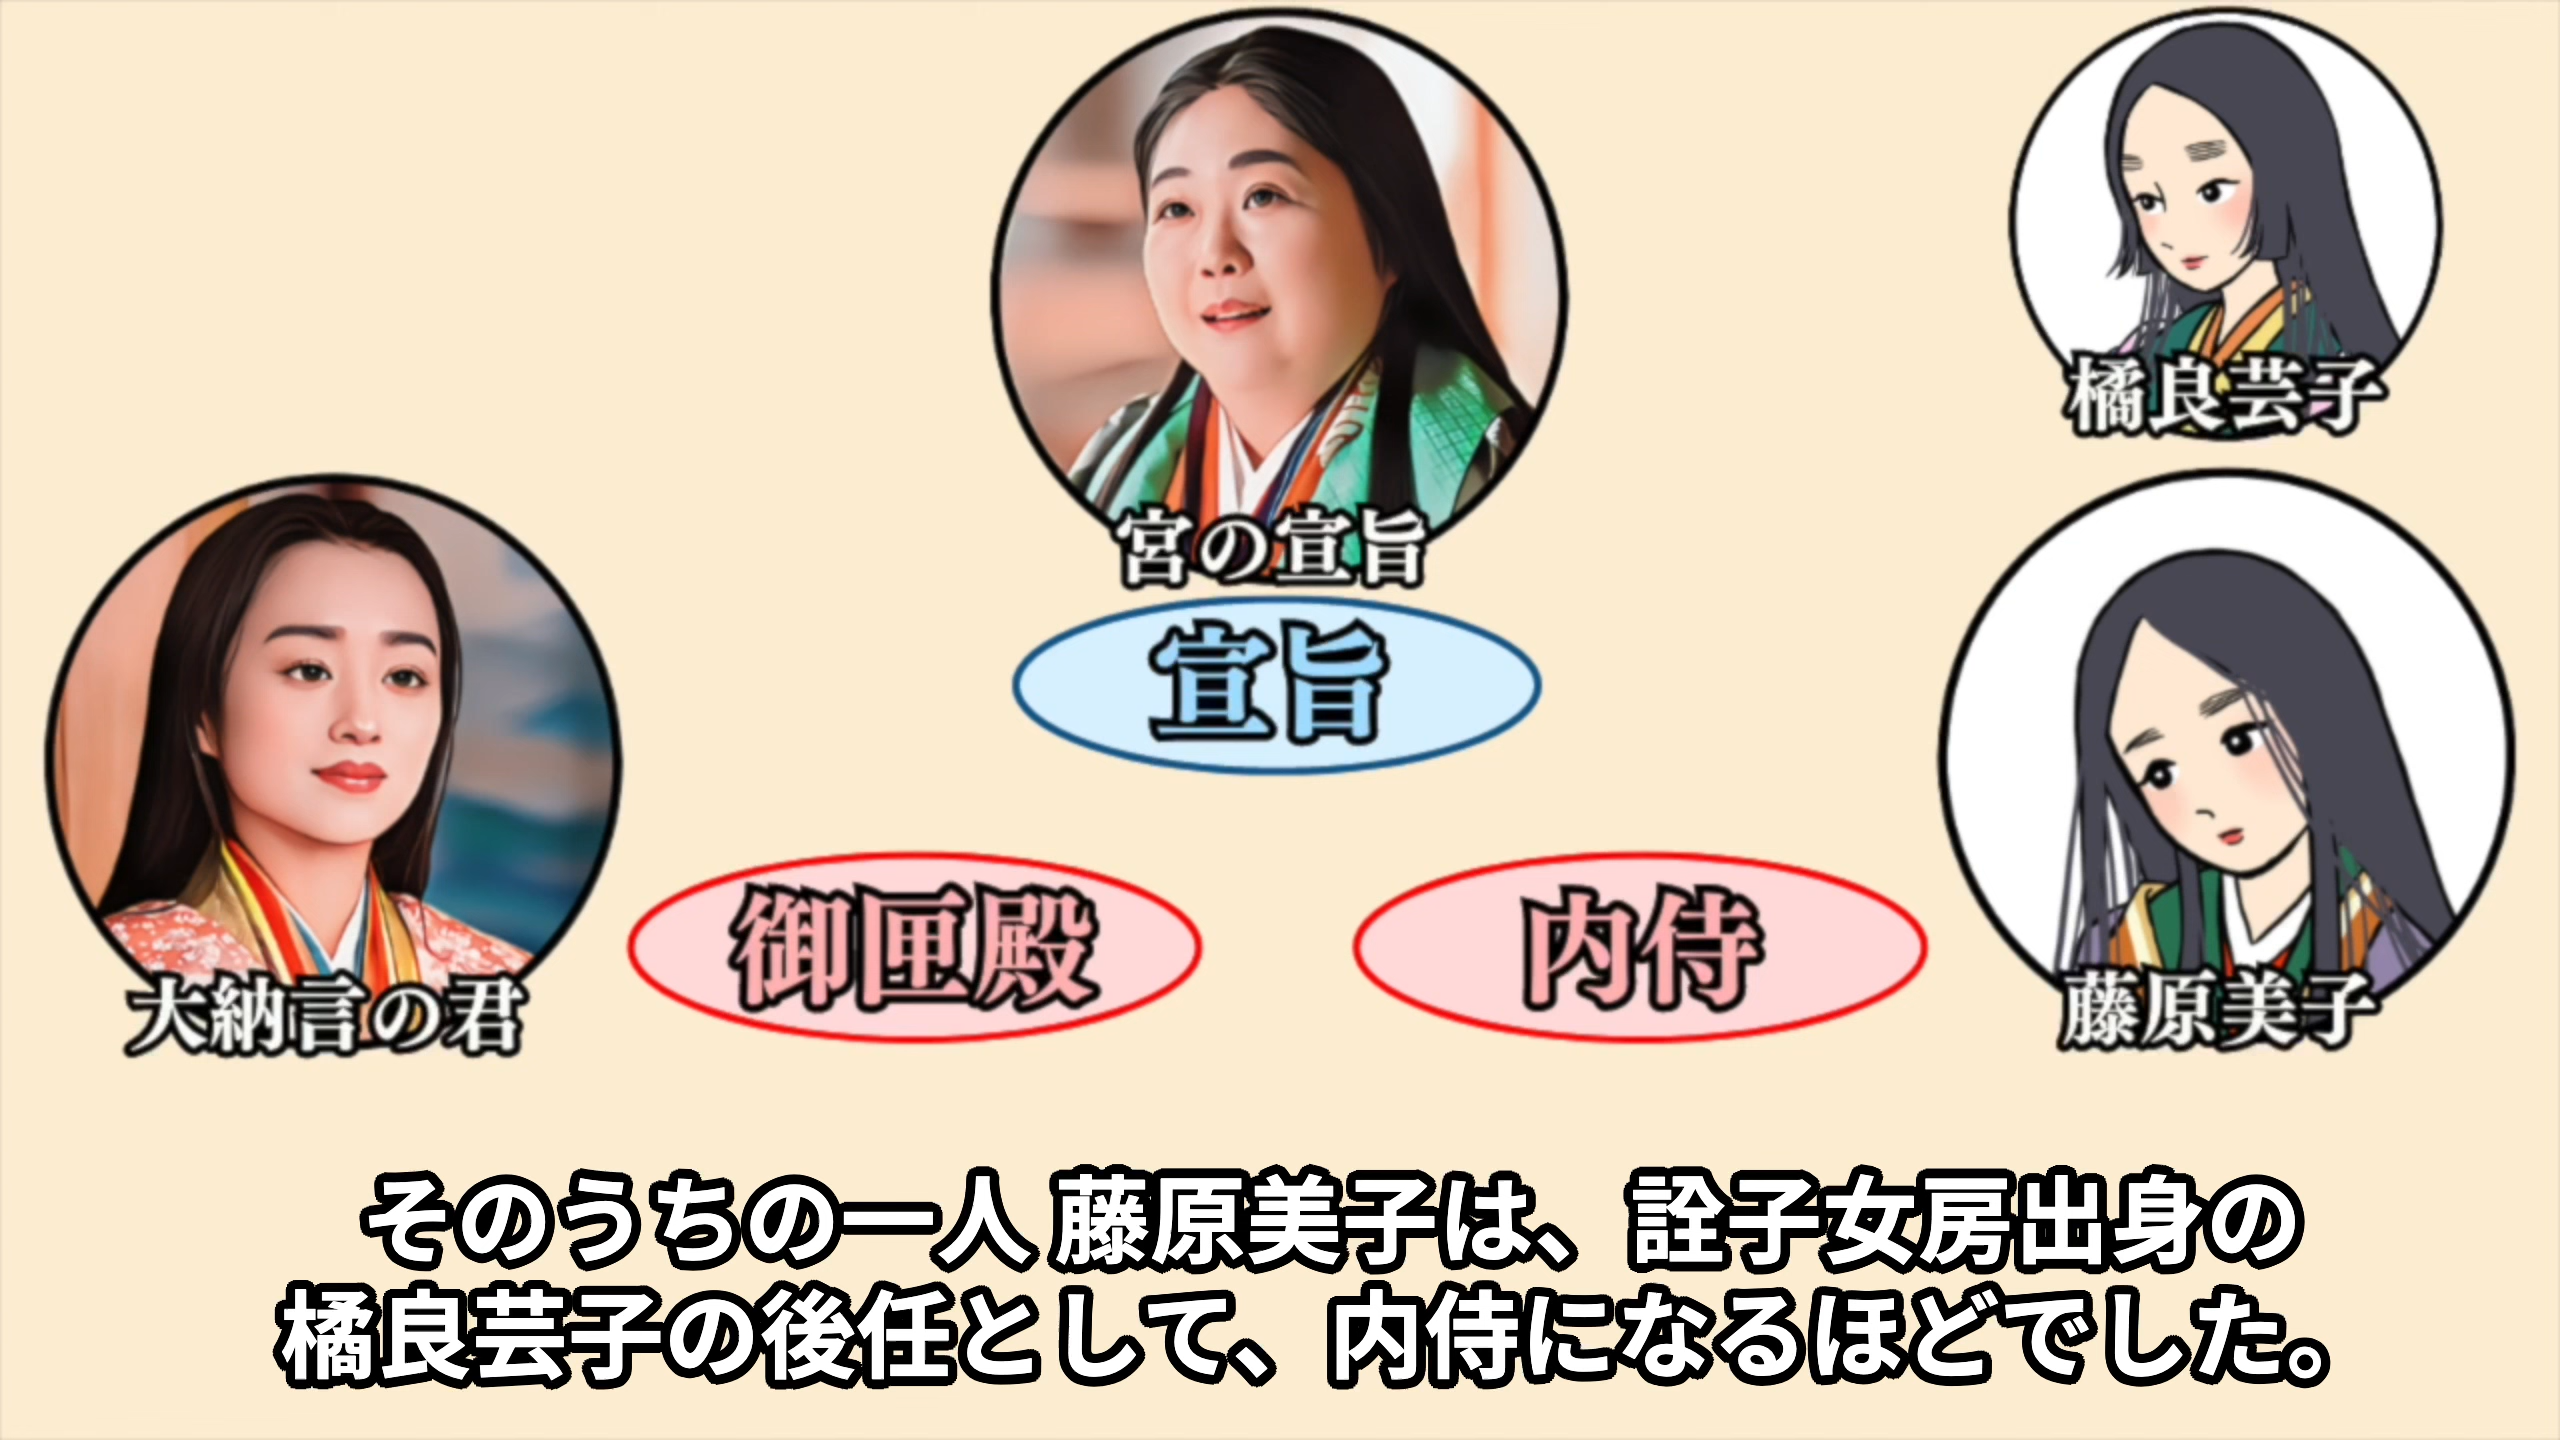 橘良芸子
宮の宣旨
宣旨
御匣殿
内侍
大納言の君
藤原美子
そのうちの一人 藤原美子は、詮子女房出身の
橘良芸子の後任として、内侍になるほどでした。